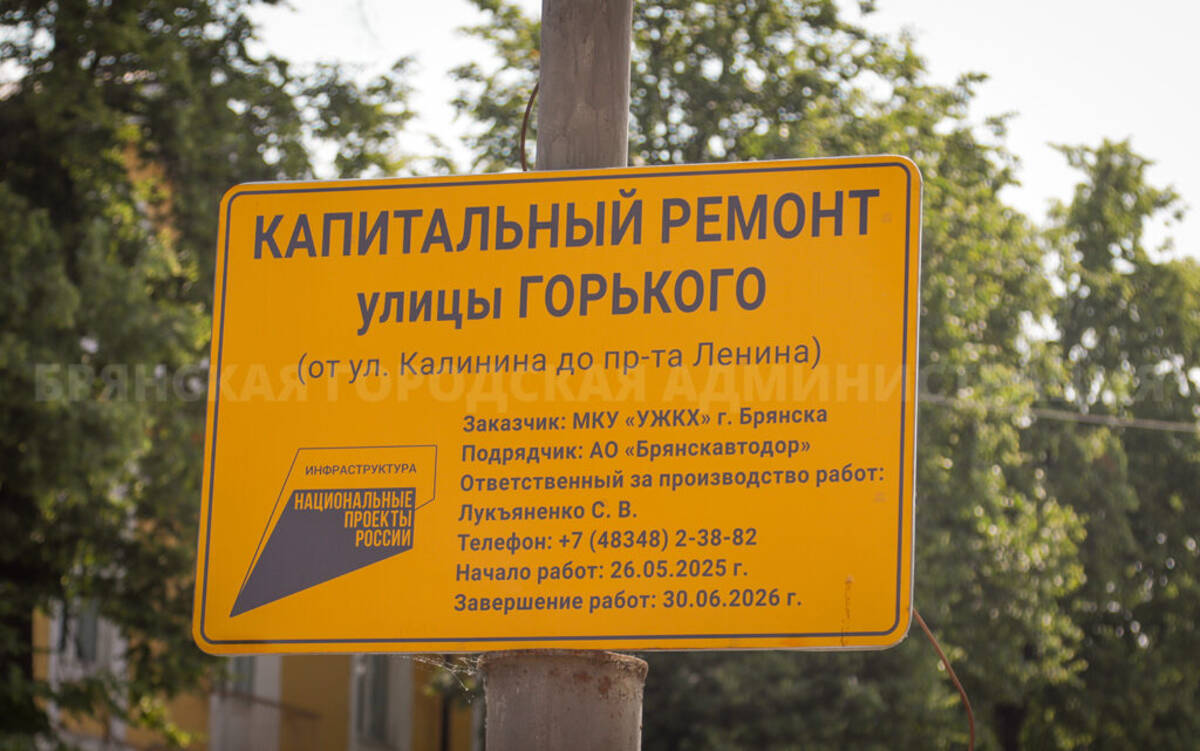 КАПИТАЛЬНЫЙ РЕМОНТ
улицы ГОРЬКОГО
(от ул. Калинина до пр-та Ленина)
БРЯНСКАЯ ГОРОДСКАЯ АДМИНИСТРАЦИЯ
Заказчик: МКУ «УЖКХ» г. Брянска
Подрядчик: АО «Брянскавтодор»
Ответственный за производство работ:
Лукъяненко С. В.
Телефон: +7 (48348) 2-38-82
Начало работ: 26.05.2025 г.
Завершение работ: 30.06.2026 г.
ИНФРАСТРУКТУРА
НАЦИОНАЛЬНЫЕ
ПРОЕКТЫ
РОССИИ